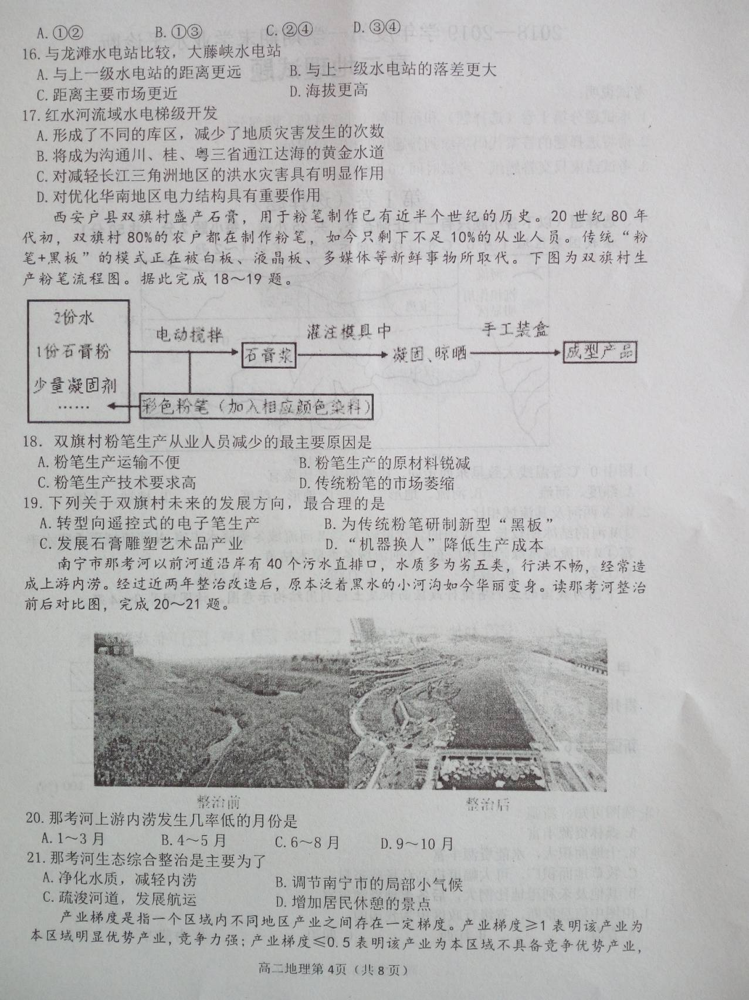 A.①② B.①③ C.②④ D.③④
16.与龙滩水电站比较，大藤峡水电站
A.与上一级水电站的距离更远 B.与上一级水电站的落差更大
C.距离主要市场更近 D.海拔更高
17.红水河流域水电梯级开发
A.形成了不同的库区，减少了地质灾害发生的次数
B.将成为沟通川、桂、粤三省通江达海的黄金水道
C.对减轻长江三角洲地区的洪水灾害具有明显作用
D.对优化华南地区电力结构具有重要作用
西安户县双旗村盛产石膏，用于粉笔制作已有近半个世纪的历史。20 世纪 80 年
代初，双旗村 80%的农户都在制作粉笔，如今只剩下不足 10%的从业人员。传统“粉
笔+黑板”的模式正在被白板、液晶板、多媒体等新鲜事物所取代。下图为双旗村生
产粉笔流程图。据此完成 18～19 题。
2份水
1份石膏粉
少量凝固剂
……
电动搅拌
石膏浆
灌注模具中
凝固、晾晒
手工装盒
成型产品
彩色粉笔（加入相应颜色染料）
18. 双旗村粉笔生产从业人员减少的最主要原因是
A.粉笔生产运输不便 B.粉笔生产的原材料锐减
C.粉笔生产技术要求高 D.传统粉笔的市场萎缩
19.下列关于双旗村未来的发展方向，最合理的是
A.转型向遥控式的电子笔生产 B.为传统粉笔研制新型“黑板”
C.发展石膏雕塑艺术品产业 D.“机器换人”降低生产成本
南宁市那考河以前河道沿岸有 40 个污水直排口，水质多为劣五类，行洪不畅，经常造
成上游内涝。经过近两年整治改造后，原本泛着黑水的小河沟如今华丽变身。读那考河整治
前后对比图，完成 20～21 题。
整治前 整治后
20.那考河上游内涝发生几率低的月份是
A.1～3 月 B.4～5 月 C.6～8 月 D.9～10 月
21.那考河生态综合整治是主要为了
A.净化水质，减轻内涝 B.调节南宁市的局部小气候
C.疏浚河道，发展航运 D.增加居民休憩的景点
产业梯度是指一个区域内不同地区产业之间存在一定梯度。产业梯度≥1 表明该产业为
本区域明显优势产业，竞争力强；产业梯度≤0.5 表明该产业为本区域不具备竞争优势产业，
高二地理第 4页（共 8 页）